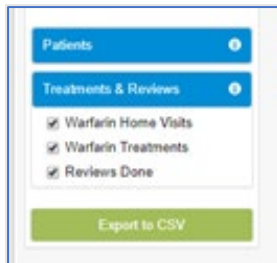 Patients
Treatments & Reviews
Warfarin Home Visits
Warfarin Treatments
Reviews Done
Export to CSV